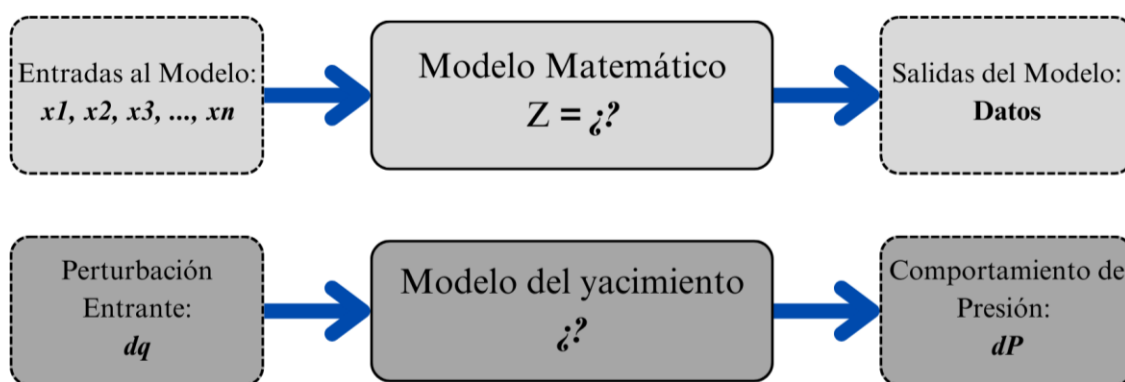 Entradas al Modelo:
x1, x2, x3, ..., xn
Modelo Matemático
Z = ¿?
Salidas del Modelo:
Datos
Perturbación
Entrante:
dq
Modelo del yacimiento
¿?
Comportamiento de
Presión:
dP